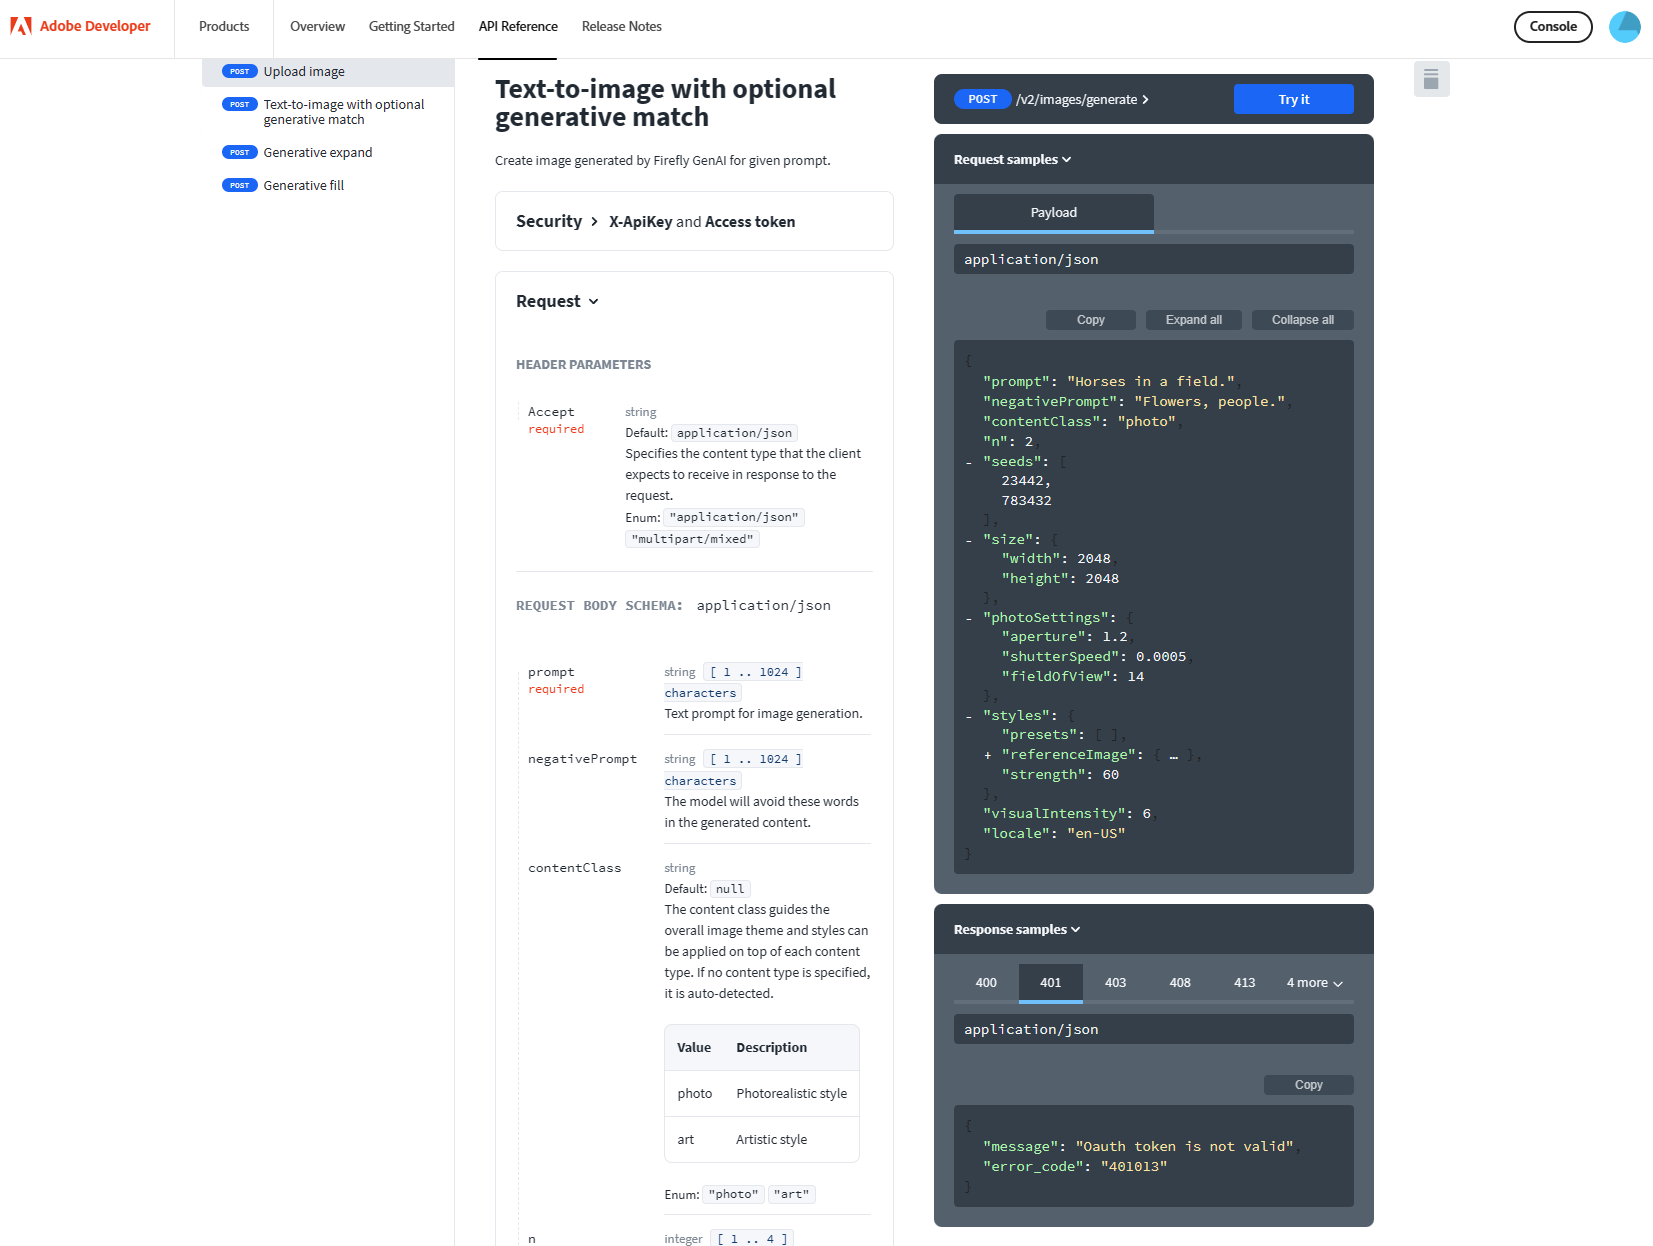 Adobe Developer
Products
Overview
Getting Started
API Reference
Release Notes
Console
POST Upload image
POST Text-to-image with optional
generative match
POST Generative expand
POST Generative fill
Text-to-image with optional
generative match
Create image generated by Firefly GenAI for given prompt.
Security > X-ApiKey and Access token
Request
HEADER PARAMETERS
Accept
required
string
Default: application/json
Specifies the content type that the client
expects to receive in response to the
request.
Enum: "application/json"
"multipart/mixed"
REQUEST BODY SCHEMA: application/json
prompt
required
string [ 1 .. 1024 ]
characters
Text prompt for image generation.
negativePrompt
string [ 1 .. 1024 ]
characters
The model will avoid these words
in the generated content.
contentClass
string
Default: null
The content class guides the
overall image theme and styles can
be applied on top of each content
type. If no content type is specified,
it is auto-detected.
Value Description
photo Photorealistic style
art Artistic style
Enum: "photo" "art"
n integer [ 1 .. 4 ]
POST /v2/images/generate >
Try it
Request samples
Payload
application/json
Copy Expand all Collapse all
{
"prompt": "Horses in a field.",
"negativePrompt": "Flowers, people.",
"contentClass": "photo",
"n": 2,
- "seeds": [
23442,
783432
],
- "size": {
"width": 2048,
"height": 2048
},
- "photoSettings": {
"aperture": 1.2,
"shutterSpeed": 0.0005,
"fieldOfView": 14
},
- "styles": {
"presets": [ ],
+ "referenceImage": { … },
"strength": 60
},
"visualIntensity": 6,
"locale": "en-US"
}
Response samples
400 401 403 408 413 4 more
application/json
Copy
{
"message": "Oauth token is not valid",
"error_code": "401013"
}